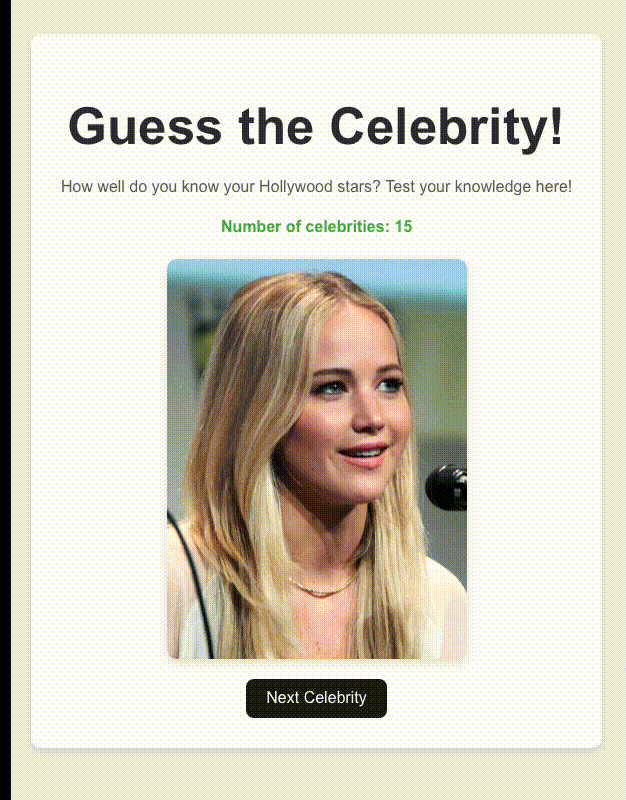 Guess the Celebrity!
How well do you know your Hollywood stars? Test your knowledge here!
Number of celebrities: 15
Next Celebrity